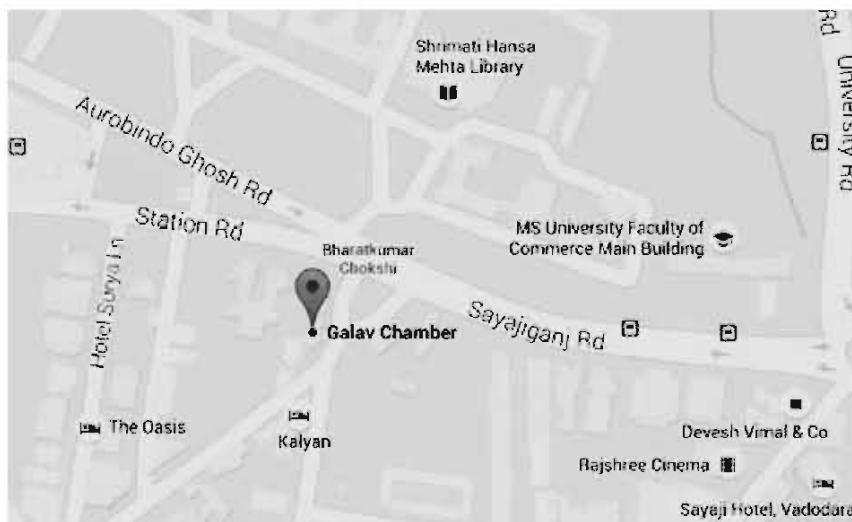 Shrimati Hansa
Mehta Library
Rd
University Rd
Aurobindo Ghosh Rd
Station Rd
MS University Faculty of
Commerce Main Building
Bharatkumar
Chokshi
Hotel Surya Ln
Galav Chamber
Sayajiganj Rd
The Oasis
Kalyan
Devesh Vimal & Co
Rajshree Cinema
Sayaji Hotel, Vadodara